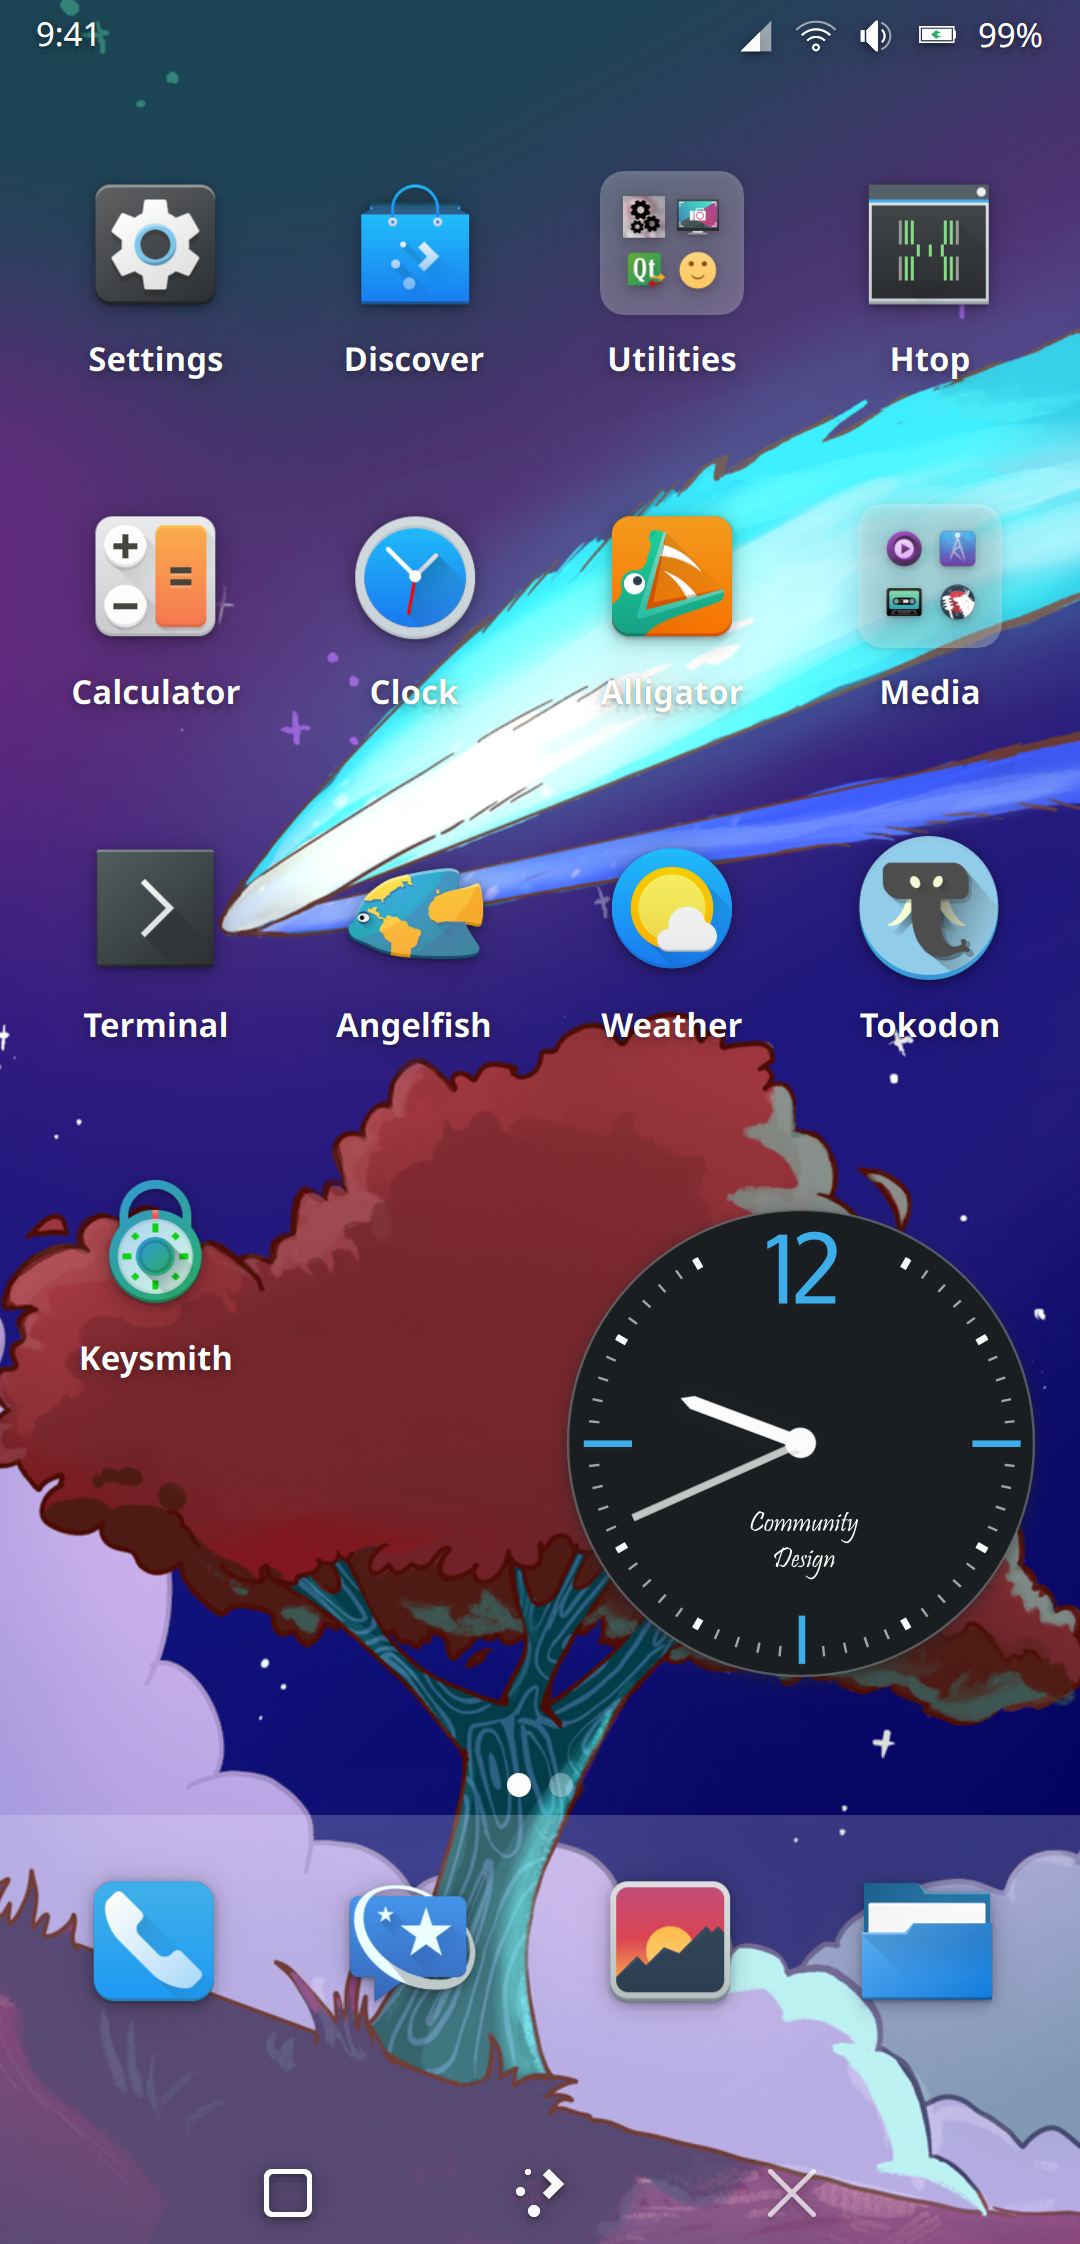 9:41 99%
Settings Discover Utilities Htop
Qt
Calculator Clock Alligator Media
Terminal Angelfish Weather Tokodon
Keysmith
12
Community
Design